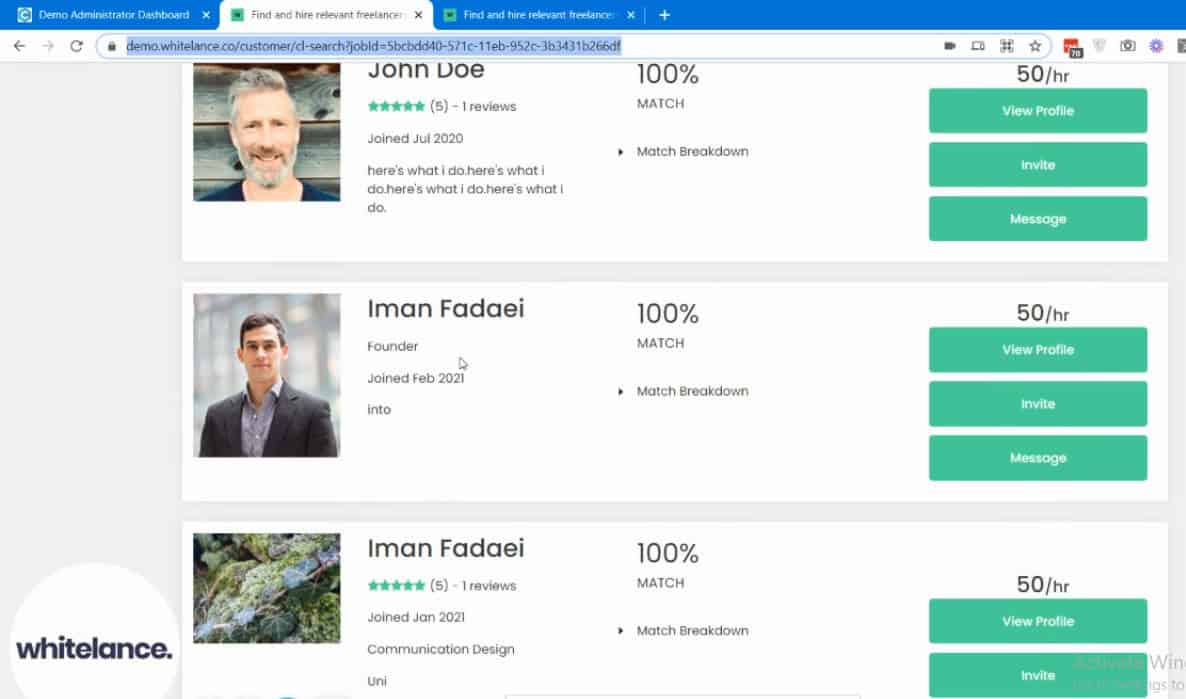 Demo Administrator Dashboard
Find and hire relevant freelancer
Find and hire relevant freelancer
demo.whitelance.co/customer/cl-search?jobId=5bcbdd40-571c-11eb-952c-3b3431b266df
78
John Doe
(5) - 1 reviews
Joined Jul 2020
here's what i do.here's what i
do.here's what i do.here's what i
do.
100%
MATCH
Match Breakdown
50/hr
View Profile
Invite
Message
Iman Fadaei
Founder
Joined Feb 2021
into
100%
MATCH
Match Breakdown
50/hr
View Profile
Invite
Message
Iman Fadaei
(5) - 1 reviews
Joined Jan 2021
Communication Design
Uni
100%
MATCH
Match Breakdown
50/hr
View Profile
Invite
whitelance.
Activate Win